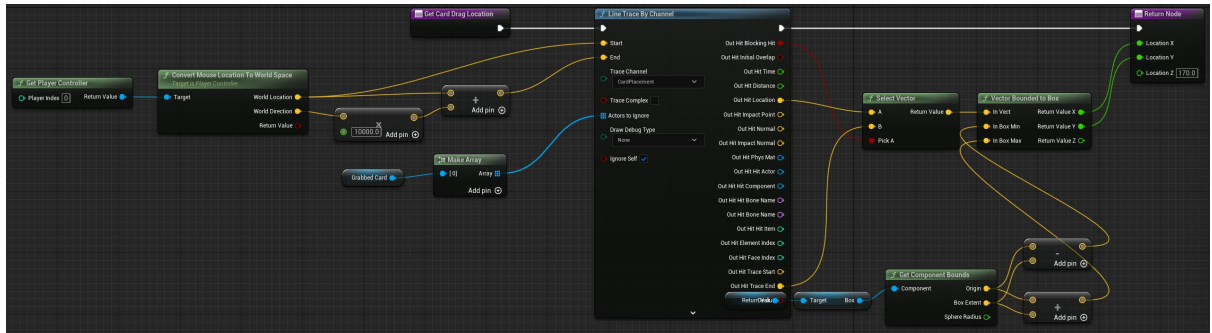 Get Card Drag Location
Get Player Controller
Player Index 0
Return Value
Convert Mouse Location To World Space
Target is Player Controller
Target
World Location
World Direction
Return Value
x
10000.0
Add pin
+
Add pin
Grabbed Card
Make Array
[0]
Array
Add pin
Line Trace By Channel
Start
End
Trace Channel
CardPlacement
Trace Complex
Actors to Ignore
Draw Debug Type
None
Ignore Self
Out Hit Blocking Hit
Out Hit Initial Overlap
Out Hit Time
Out Hit Distance
Out Hit Location
Out Hit Impact Point
Out Hit Normal
Out Hit Impact Normal
Out Hit Phys Mat
Out Hit Hit Actor
Out Hit Hit Component
Out Hit Hit Bone Name
Out Hit Bone Name
Out Hit Hit Item
Out Hit Element Index
Out Hit Face Index
Out Hit Trace Start
Out Hit Trace End
Select Vector
A
B
Pick A
Return Value
Vector Bounded to Box
In Vect
In Box Min
In Box Max
Return Value X
Return Value Y
Return Value Z
Return Node
Location X
Location Y
Location Z 170.0
Target
Box
Get Component Bounds
Component
Origin
Box Extent
Sphere Radius
-
Add pin
+
Add pin